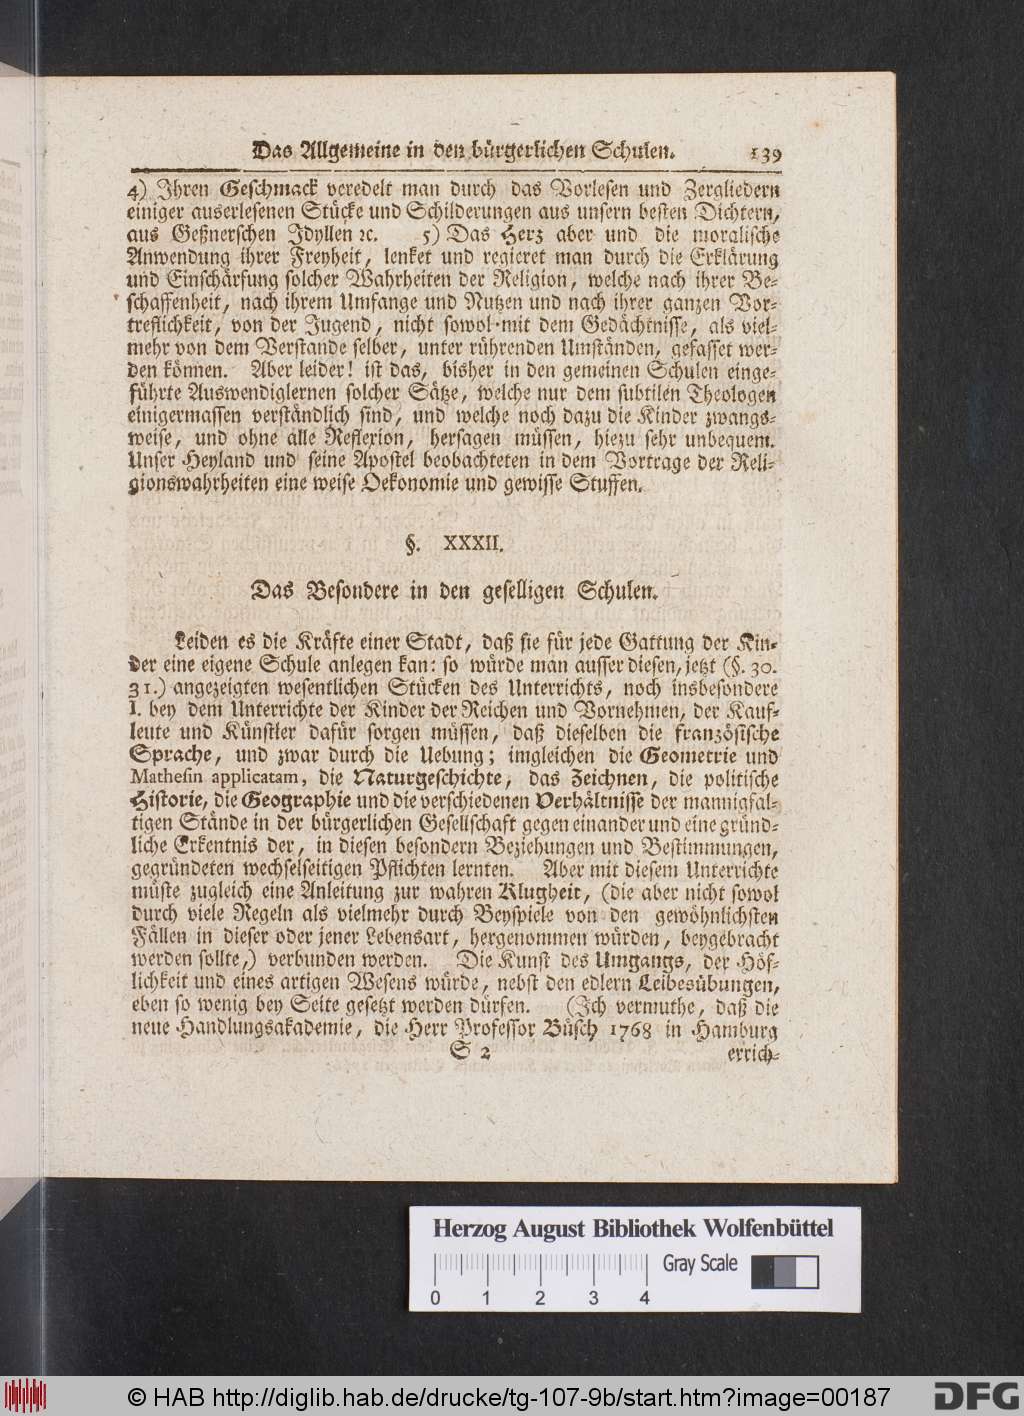 Das Allgemeine in den bürgerlichen Schulen. 139
4) Ihren Geschmack veredelt man durch das Vorlesen und Zergliedern
einiger auserlesenen Stücke und Schilderungen aus unsern besten Dichtern,
aus Geßnerschen Idyllen ꝛc. 5) Das Herz aber und die moralische
Anwendung ihrer Freyheit, lenket und regieret man durch die Erklärung
und Einschärfung solcher Wahrheiten der Religion, welche nach ihrer Be-
schaffenheit, nach ihrem Umfange und Nutzen und nach ihrer ganzen Vor-
treflichkeit, von der Jugend, nicht sowol mit dem Gedächtnisse, als viel-
mehr von dem Verstande selber, unter rührenden Umständen, gefasset wer-
den können. Aber leider! ist das, bisher in den gemeinen Schulen einge-
führte Auswendiglernen solcher Sätze, welche nur dem subtilen Theologen
einigermassen verständlich sind, und welche noch dazu die Kinder zwangs-
weise, und ohne alle Reflexion, hersagen müssen, hiezu sehr unbequem.
Unser Heyland und seine Apostel beobachteten in dem Vortrage der Reli-
gionswahrheiten eine weise Oekonomie und gewisse Stuffen.
§. XXXII.
Das Besondere in den geselligen Schulen.
Leiden es die Kräfte einer Stadt, daß sie für jede Gattung der Kin-
der eine eigene Schule anlegen kan: so würde man ausser diesen, jetzt (§. 30.
31.) angezeigten wesentlichen Stücken des Unterrichts, noch insbesondere
I. bey dem Unterrichte der Kinder der Reichen und Vornehmen, der Kauf-
leute und Künstler dafür sorgen müssen, daß dieselben die französische
Sprache, und zwar durch die Uebung; imgleichen die Geometrie und
Mathesin applicatam, die Naturgeschichte, das Zeichnen, die politische
Historie, die Geographie und die verschiedenen Verhältnisse der mannigfal-
tigen Stände in der bürgerlichen Gesellschaft gegen einander und eine gründ-
liche Erkentnis der, in diesen besondern Beziehungen und Bestimmungen,
gegründeten wechselseitigen Pflichten lernten. Aber mit diesem Unterrichte
müste zugleich eine Anleitung zur wahren Klugheit, (die aber nicht sowol
durch viele Regeln als vielmehr durch Beyspiele von den gewöhnlichsten
Fällen in dieser oder jener Lebensart, hergenommen würden, beygebracht
werden sollte,) verbunden werden. Die Kunst des Umgangs, der Höf-
lichkeit und eines artigen Wesens würde, nebst den edlern Leibesübungen,
eben so wenig bey Seite gesetzt werden dürfen. (Ich vermuthe, daß die
neue Handlungsakademie, die Herr Professor Büsch 1768 in Hamburg
S 2 errich-
Herzog August Bibliothek Wolfenbüttel
Gray Scale
0 1 2 3 4
© HAB http://diglib.hab.de/drucke/tg-107-9b/start.htm?image=00187
DFG